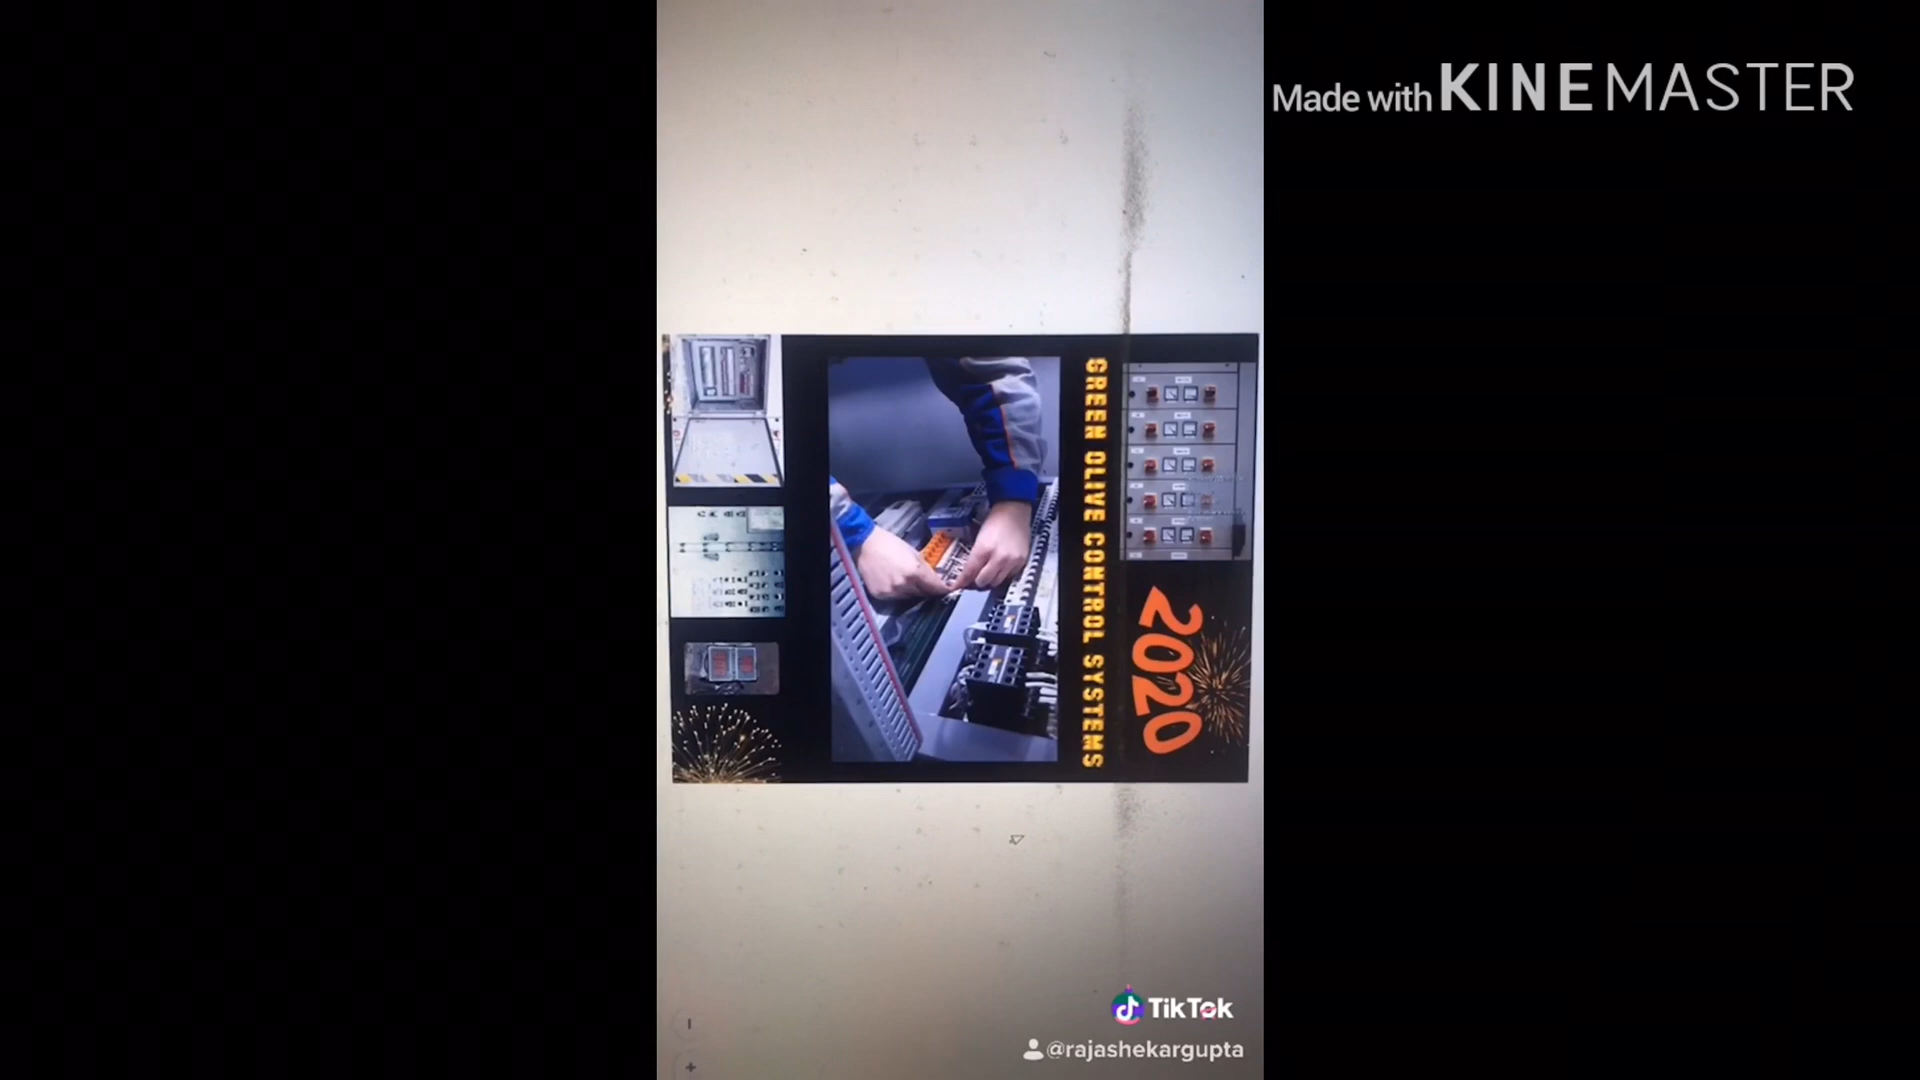 Made with KINEMASTER
2020
GREEN OLIVE CONTROL SYSTEMS
TikTok
@rajashekargupta